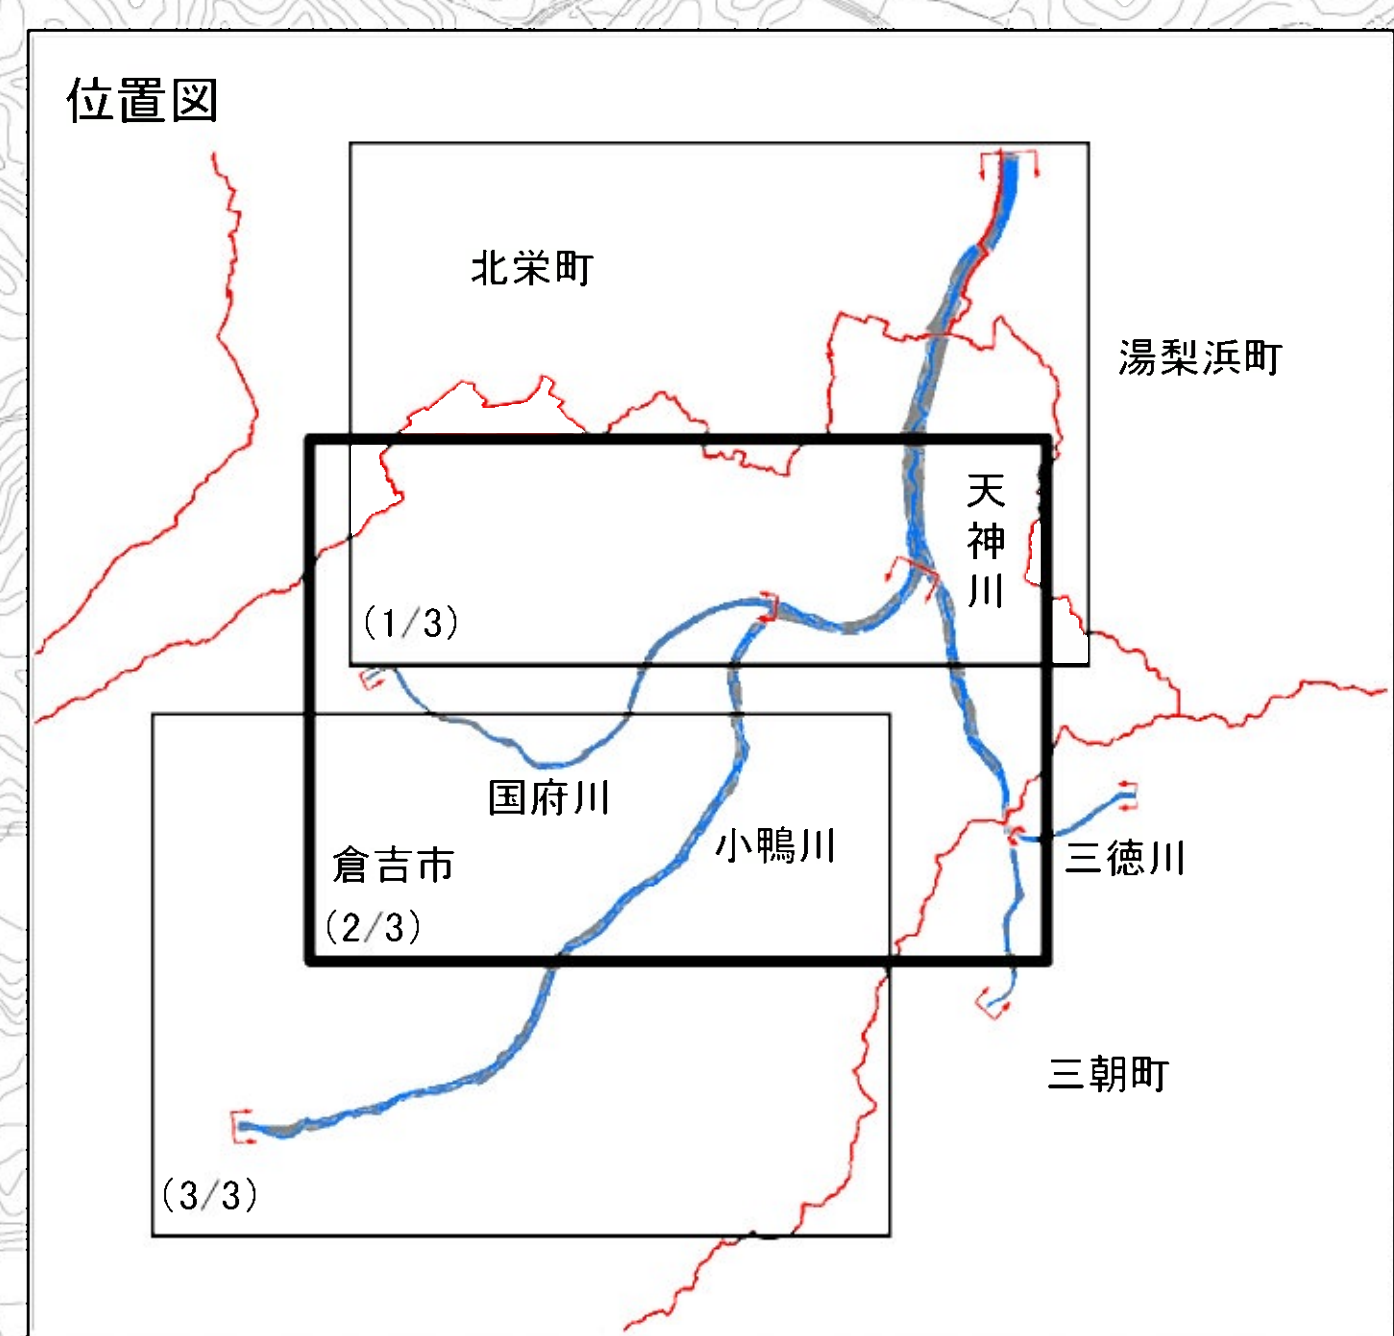 位置図
北栄町
湯梨浜町
天神川
(1/3)
国府川
小鴨川
倉吉市
三徳川
(2/3)
三朝町
(3/3)